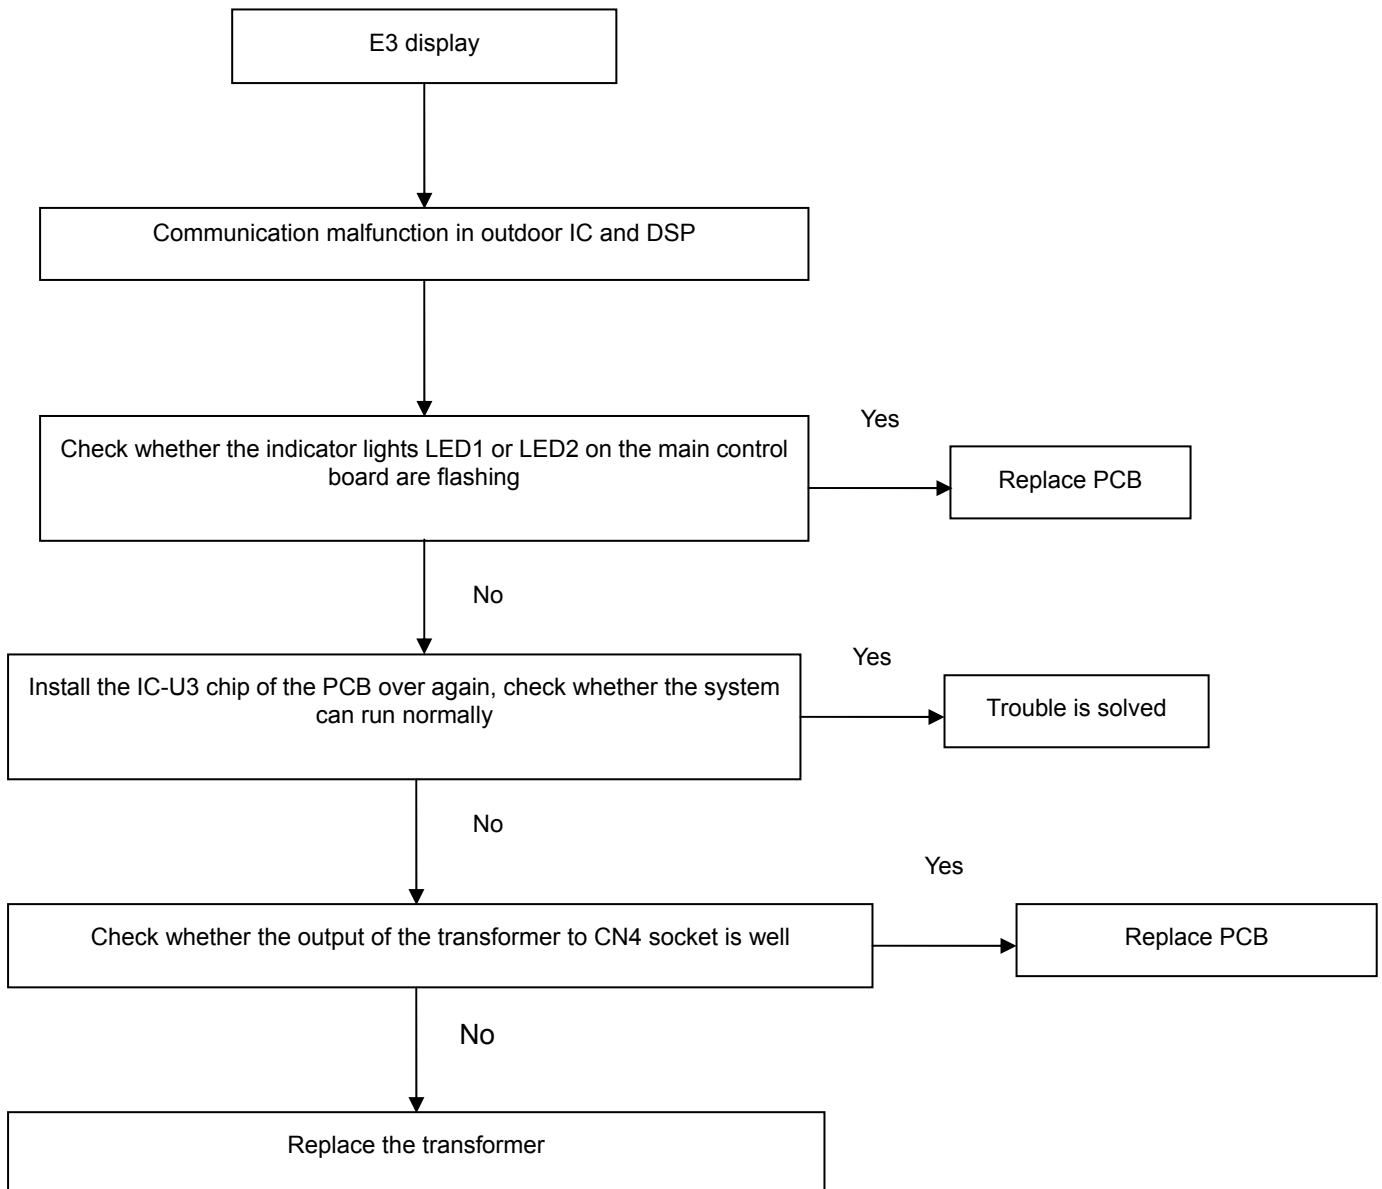 E3 display
Communication malfunction in outdoor IC and DSP
Yes
Check whether the indicator lights LED1 or LED2 on the main control
board are flashing
Replace PCB
No
Yes
Install the IC-U3 chip of the PCB over again, check whether the system
can run normally
Trouble is solved
No
Yes
Check whether the output of the transformer to CN4 socket is well
Replace PCB
No
Replace the transformer